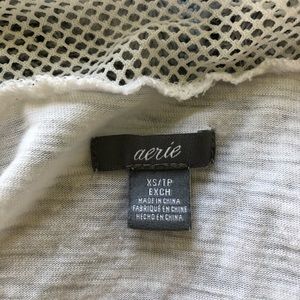 aerie
XS/TP
EXCH
MADE IN CHINA
FABRIQUÉ EN CHINE
HECHO EN CHINA